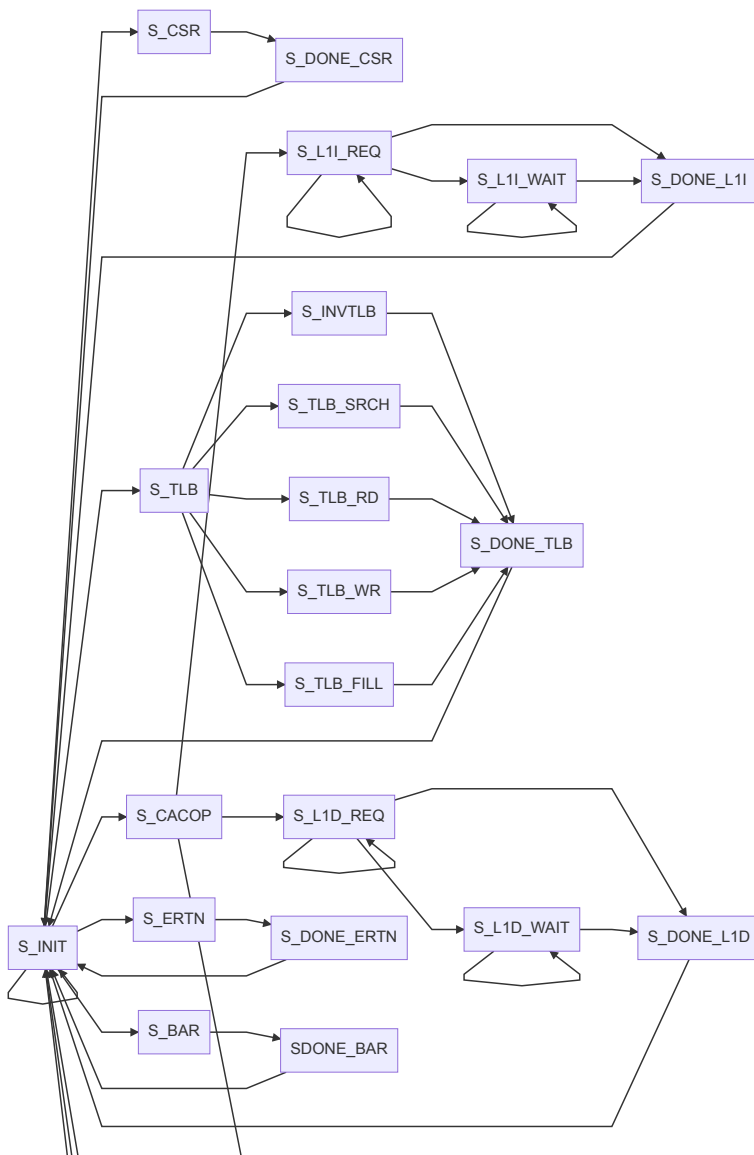 S_CSR
S_DONE_CSR
S_L1I_REQ
S_L1I_WAIT
S_DONE_L1I
S_INVTLB
S_TLB_SRCH
S_TLB
S_TLB_RD
S_DONE_TLB
S_TLB_WR
S_TLB_FILL
S_CACOP
S_L1D_REQ
S_ERTN
S_INIT
S_DONE_ERTN
S_L1D_WAIT
S_DONE_L1D
S_BAR
SDONE_BAR